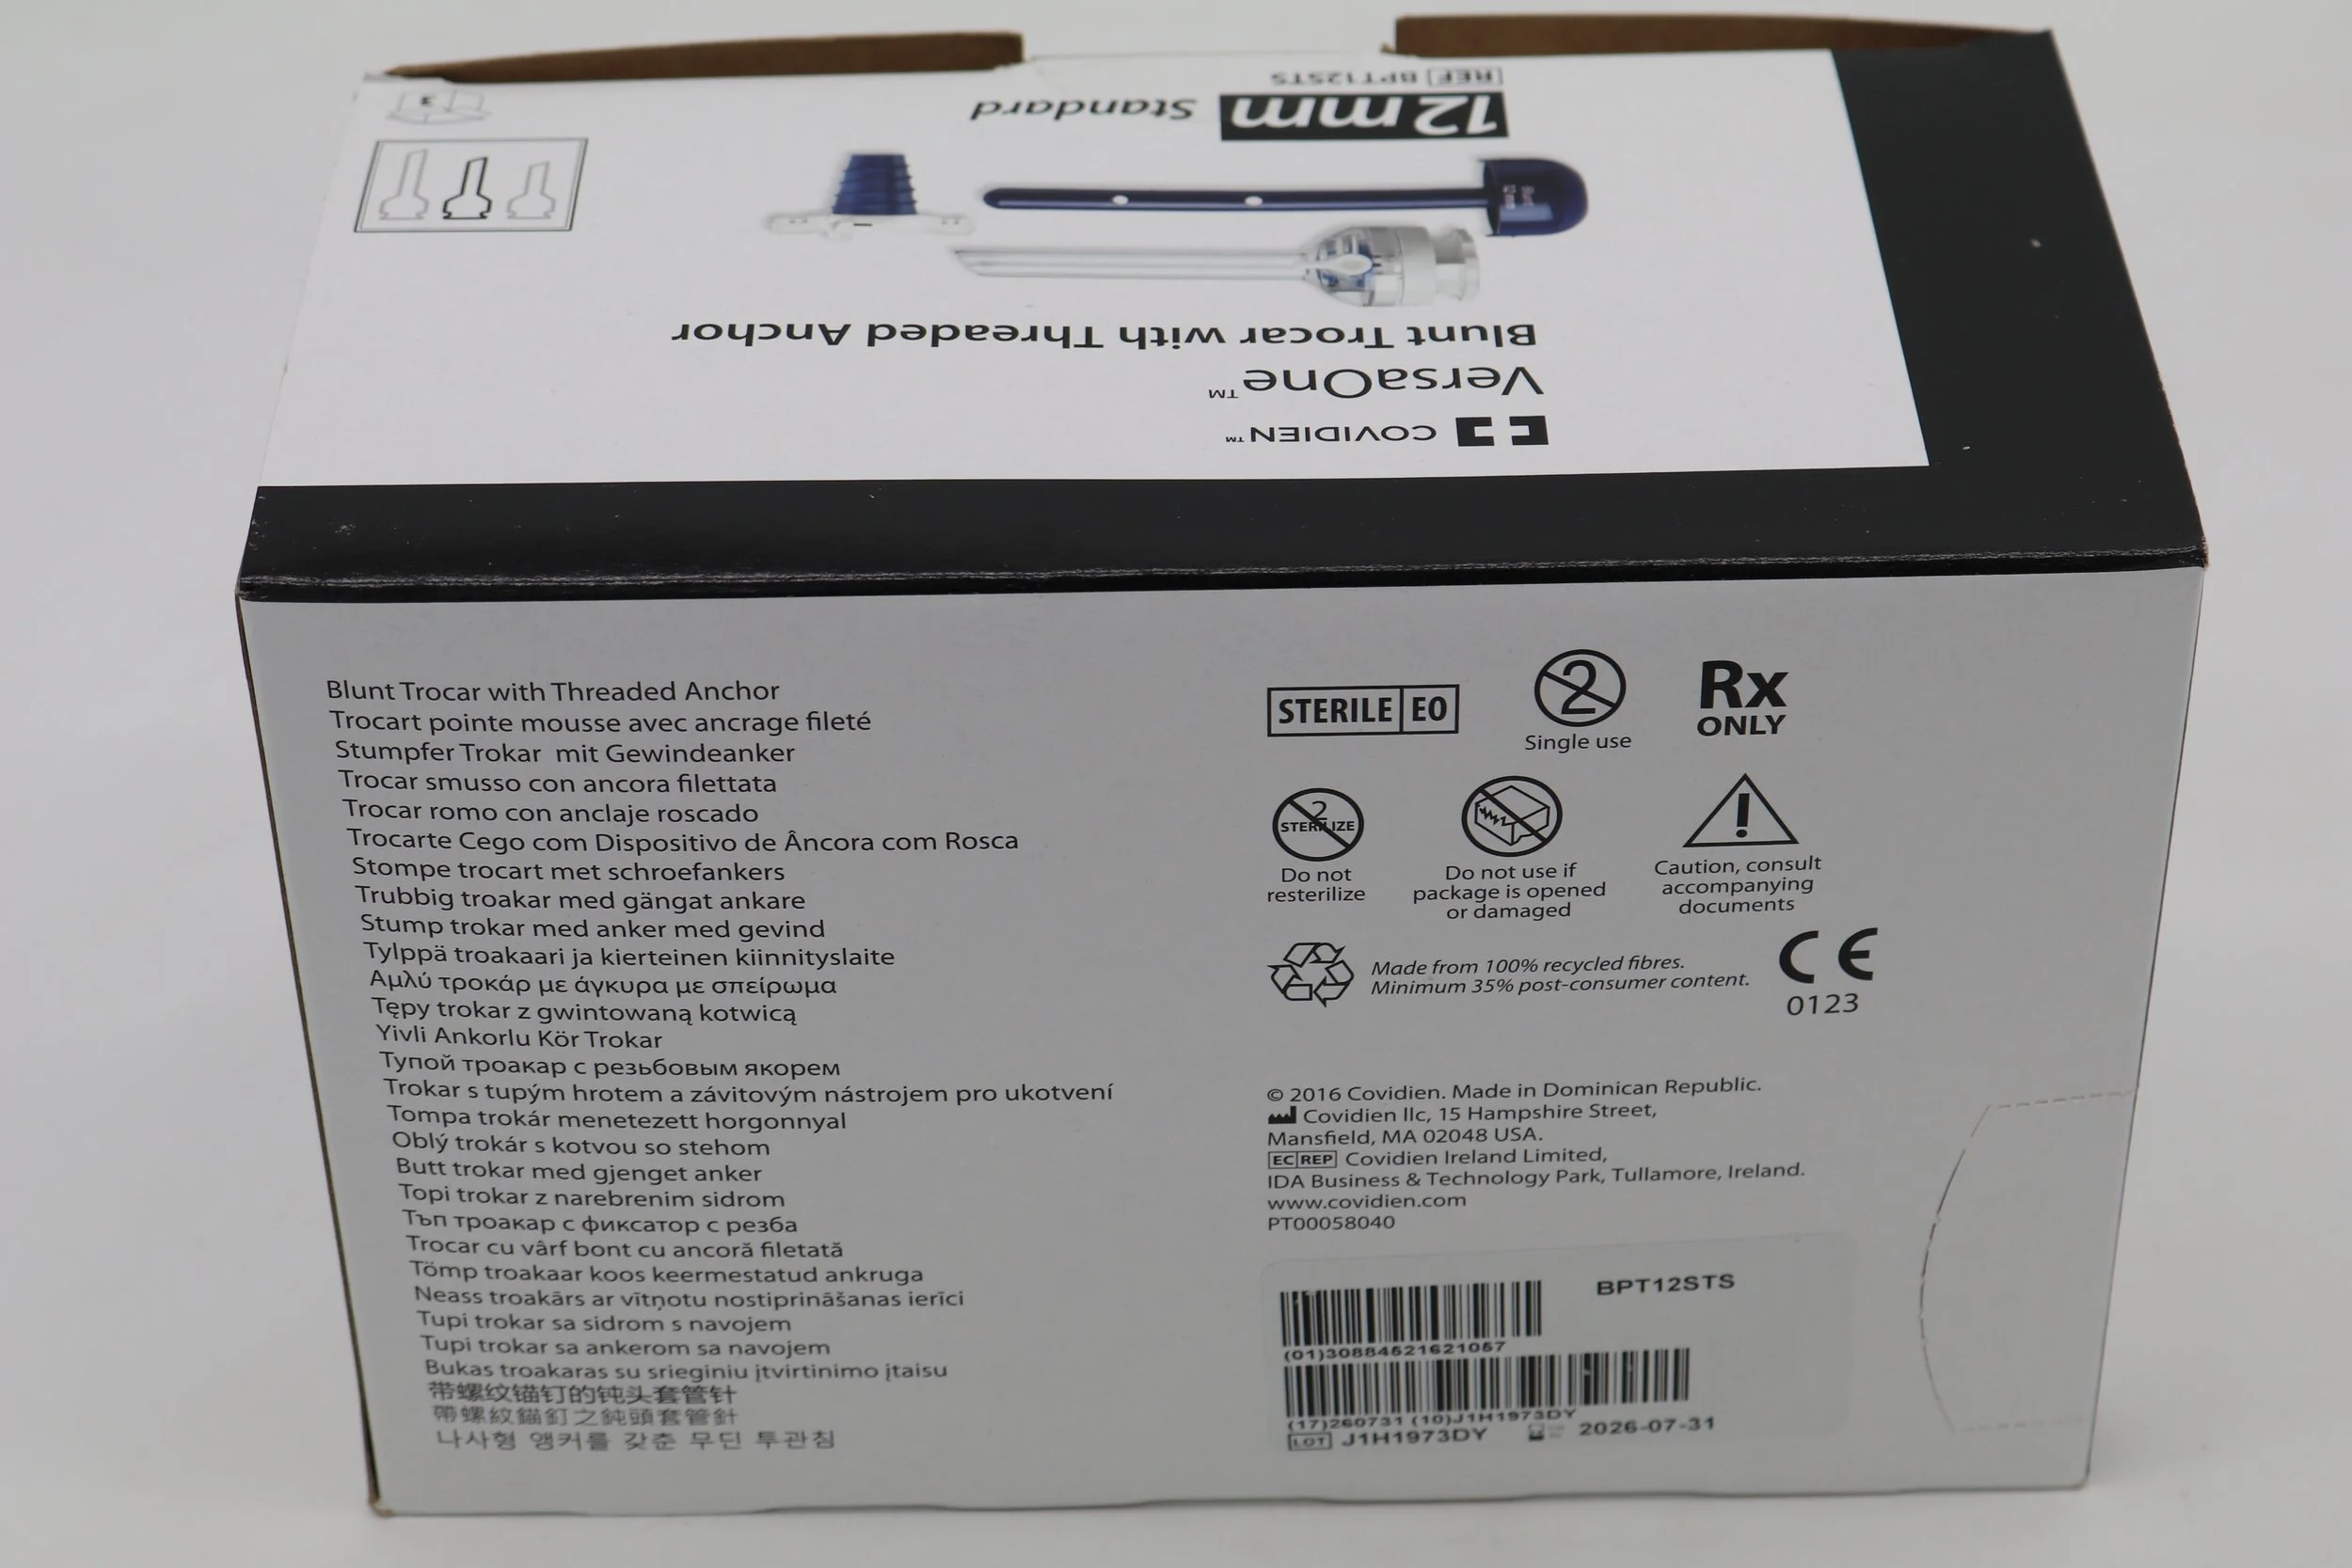 COVIDIEN™
VersaOne™
Blunt Trocar with Threaded Anchor
12 mm Standard
REF BPT12STS
3
Blunt Trocar with Threaded Anchor
Trocart pointe mousse avec ancrage fileté
Stumpfer Trokar mit Gewindeanker
Trocar smusso con ancora filettata
Trocar romo con anclaje roscado
Trocarte Cego com Dispositivo de Âncora com Rosca
Stompe trocart met schroefankers
Trubbig troakar med gängat ankare
Stump trokar med anker med gevind
Tylppä troakaari ja kierteinen kiinnityslaite
Αμλύ τροκάρ με άγκυρα με σπείρωμα
Tępy trokar z gwintowaną kotwicą
Yivli Ankorlu Kör Trokar
Тупой троакар с резьбовым якорем
Trokar s tupým hrotem a závitovým nástrojem pro ukotvení
Tompa trokár menetezett horgonnyal
Oblý trokár s kotvou so stehom
Butt trokar med gjenget anker
Topi trokar z narebrenim sidrom
Тъп троакар с фиксатор с резба
Trocar cu vârf bont cu ancoră filetată
Tömp troakaar koos keermestatud ankruga
Neass troakārs ar vītņotu nostiprināšanas ierīci
Tupi trokar sa sidrom s navojem
Tupi trokar sa ankerom sa navojem
Bukas troakaras su srieginiu įtvirtinimo įtaisu
带螺纹锚钉的钝头套管针
帶螺紋錨釘之鈍頭套管針
나사형 앵커를 갖춘 무딘 투관침
STERILE EO
2
Single use
Rx
ONLY
2
STERILIZE
Do not
resterilize
Do not use if
package is opened
or damaged
!
Caution, consult
accompanying
documents
Made from 100% recycled fibres.
Minimum 35% post-consumer content.
CE
0123
© 2016 Covidien. Made in Dominican Republic.
Covidien llc, 15 Hampshire Street,
Mansfield, MA 02048 USA.
EC REP Covidien Ireland Limited,
IDA Business & Technology Park, Tullamore, Ireland.
www.covidien.com
PT00058040
BPT12STS
(01)30884521621057
(17)260731 (10)J1H1973DY
LOT J1H1973DY 2026-07-31